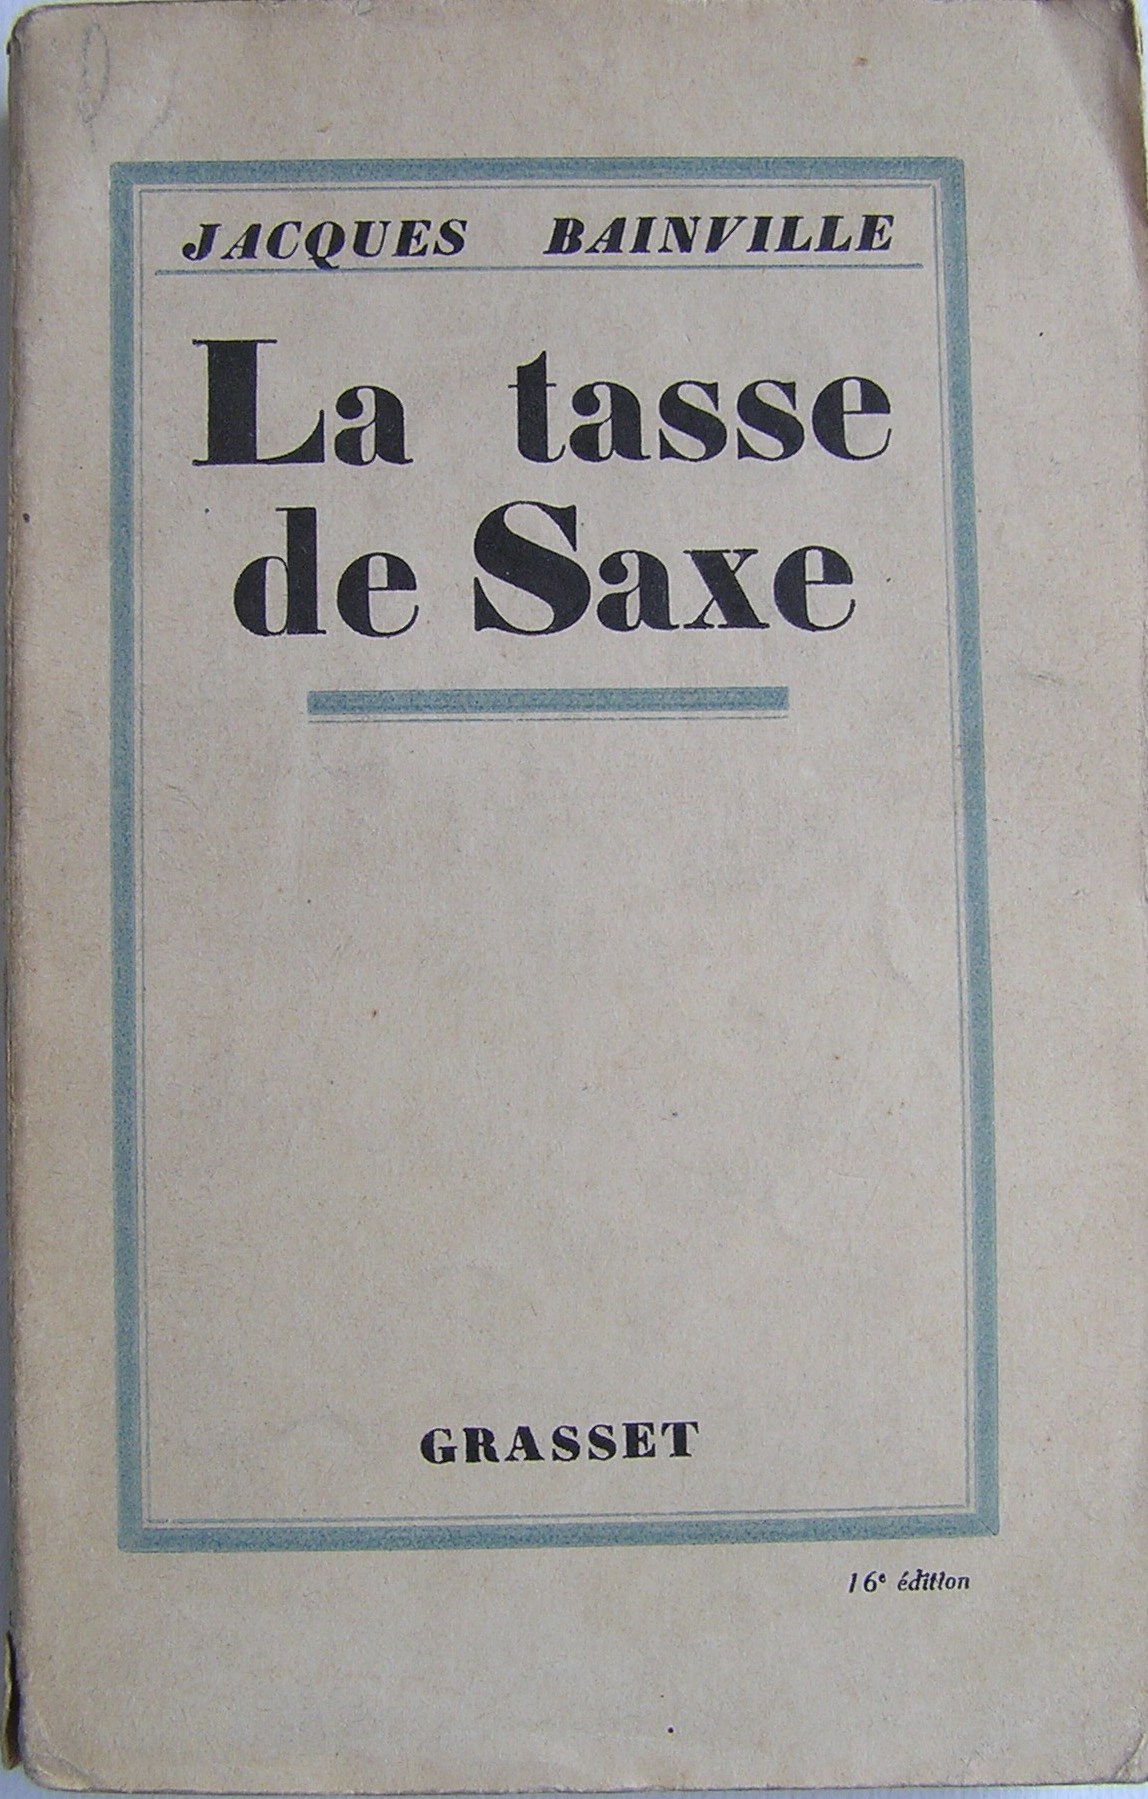 JACQUES BAINVILLE
La tasse
de Saxe
GRASSET
16e édition